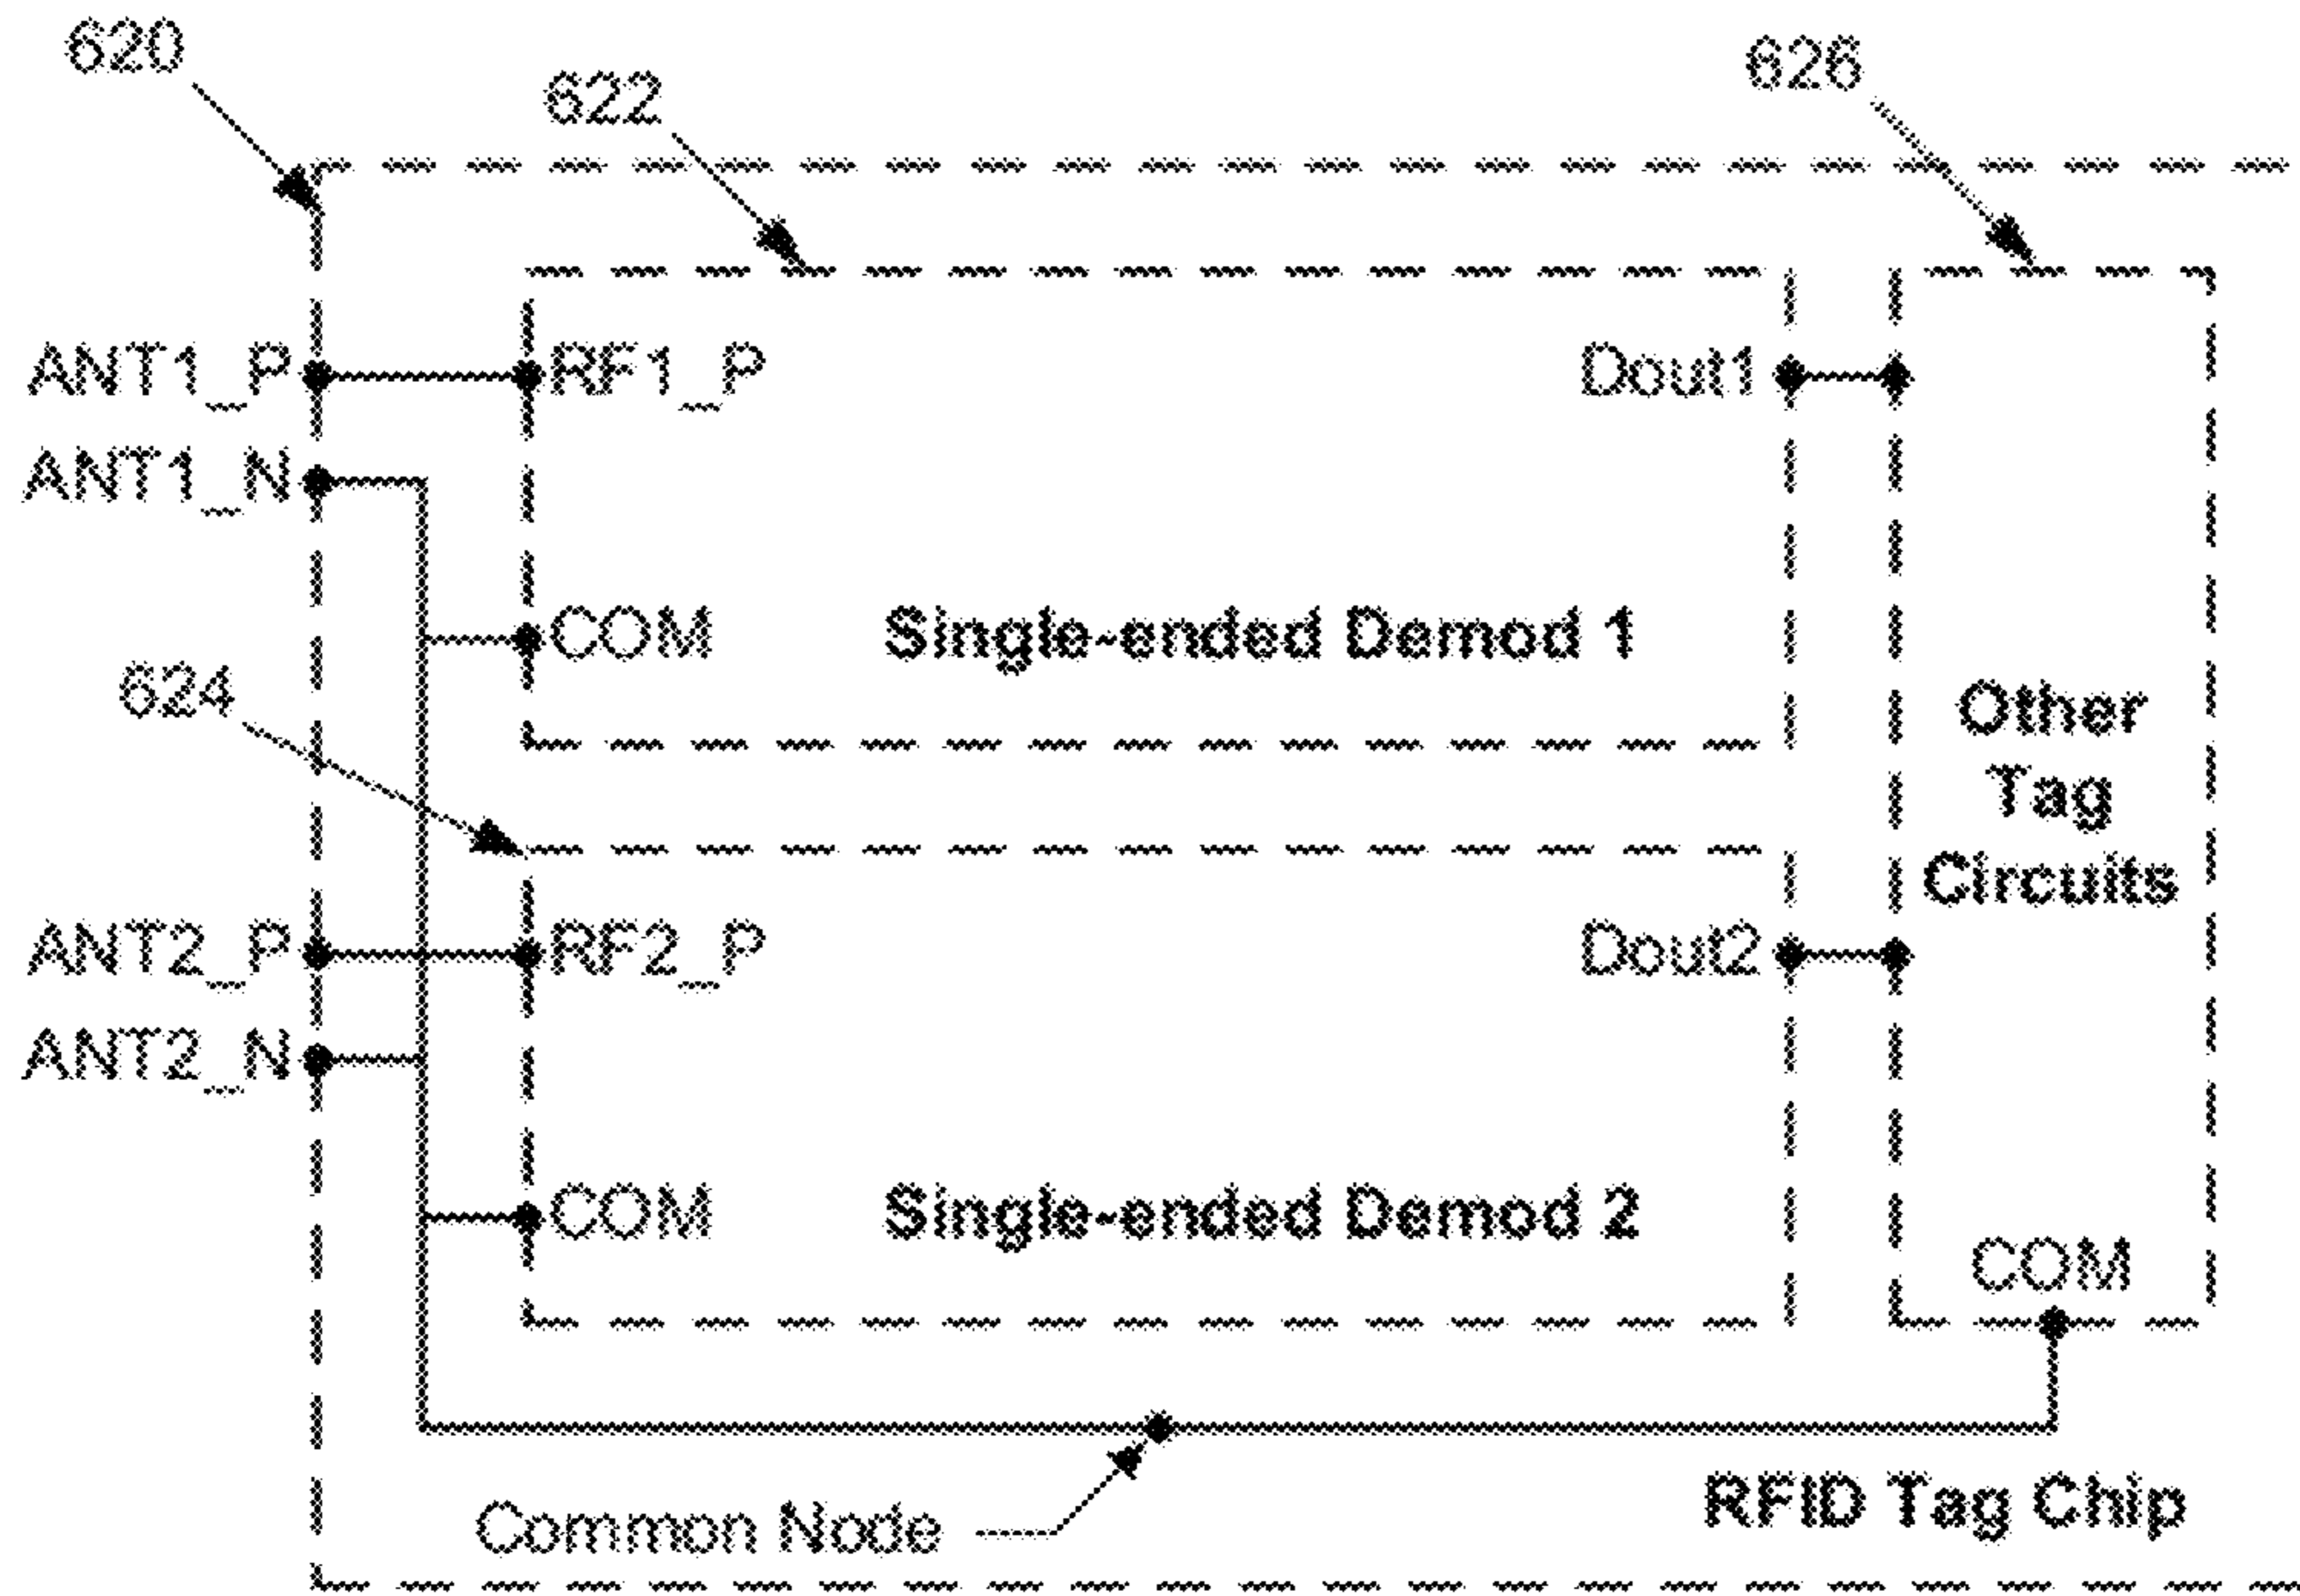 620
622
626
ANT1_P
RF1_P
Dout1
ANT1_N
COM
Single-ended Demod 1
624
Other
Tag
Circuits
ANT2_P
RF2_P
Dout2
ANT2_N
COM
Single-ended Demod 2
COM
Common Node
RFID Tag Chip